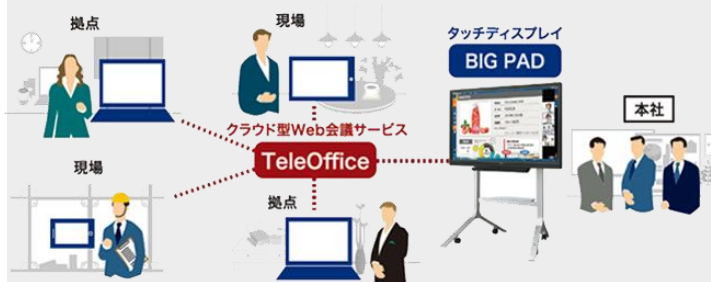 拠点
現場
タッチディスプレイ
BIG PAD
クラウド型Web会議サービス
TeleOffice
本社
現場
拠点